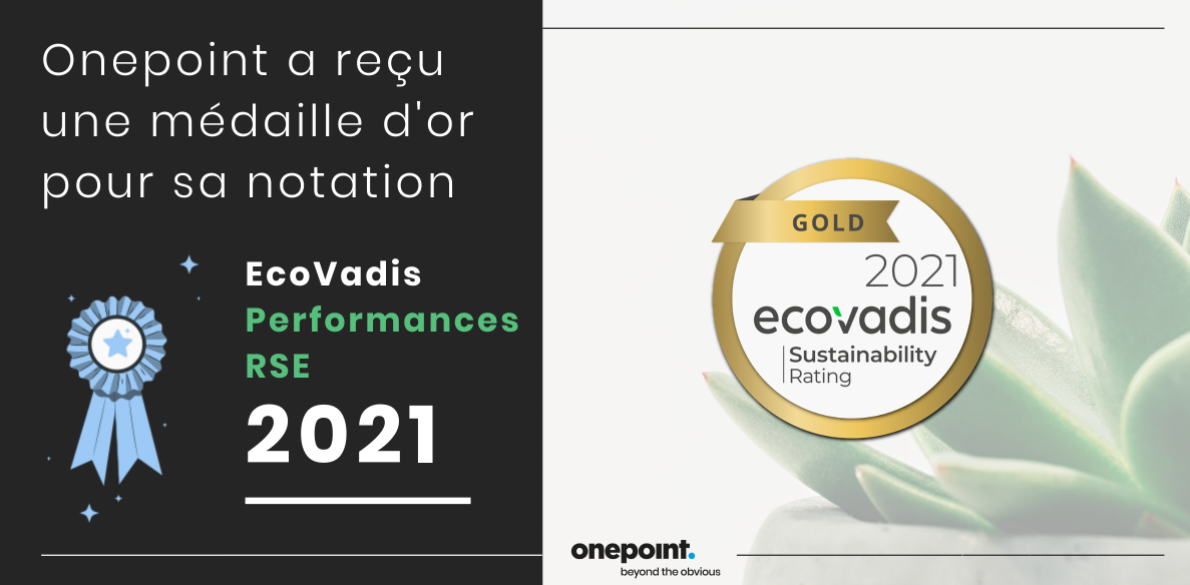 Onepoint a reçu
une médaille d'or
pour sa notation
EcoVadis
Performances
RSE
2021
GOLD
2021
ecovadis
Sustainability
Rating
onepoint.
beyond the obvious